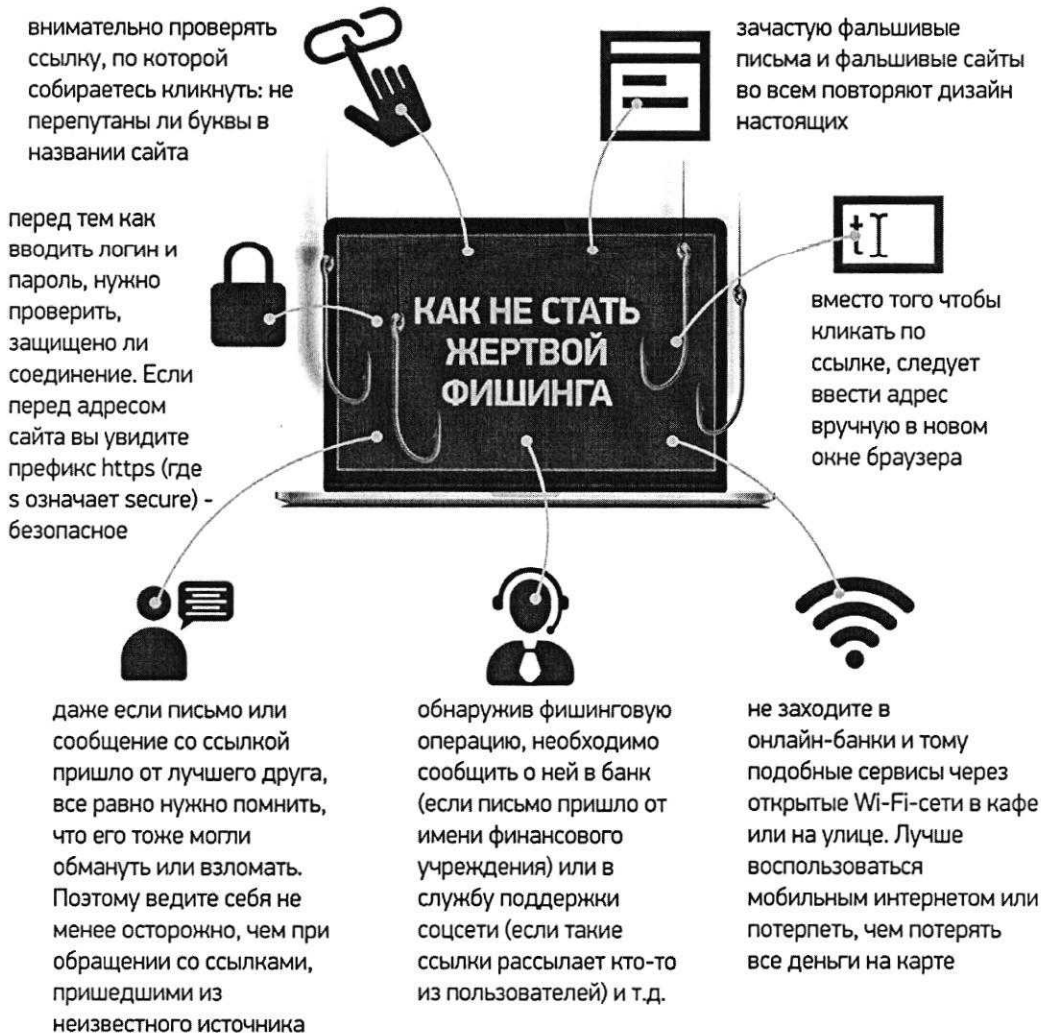 внимательно проверять
ссылку, по которой
собираетесь кликнуть: не
перепутаны ли буквы в
названии сайта
зачастую фальшивые
письма и фальшивые сайты
во всем повторяют дизайн
настоящих
перед тем как
вводить логин и
пароль, нужно
проверить,
защищено ли
соединение. Если
перед адресом
сайта вы увидите
префикс https (где
s означает secure) -
безопасное
КАК НЕ СТАТЬ
ЖЕРТВОЙ
ФИШИНГА
t
вместо того чтобы
кликать по
ссылке, следует
ввести адрес
вручную в новом
окне браузера
даже если письмо или
сообщение со ссылкой
пришло от лучшего друга,
все равно нужно помнить,
что его тоже могли
обмануть или взломать.
Поэтому ведите себя не
менее осторожно, чем при
обращении со ссылками,
пришедшими из
неизвестного источника
обнаружив фишинговую
операцию, необходимо
сообщить о ней в банк
(если письмо пришло от
имени финансового
учреждения) или в
службу поддержки
соцсети (если такие
ссылки рассылает кто-то
из пользователей) и т.д.
не заходите в
онлайн-банки и тому
подобные сервисы через
открытые Wi-Fi-сети в кафе
или на улице. Лучше
воспользоваться
мобильным интернетом или
потерпеть, чем потерять
все деньги на карте